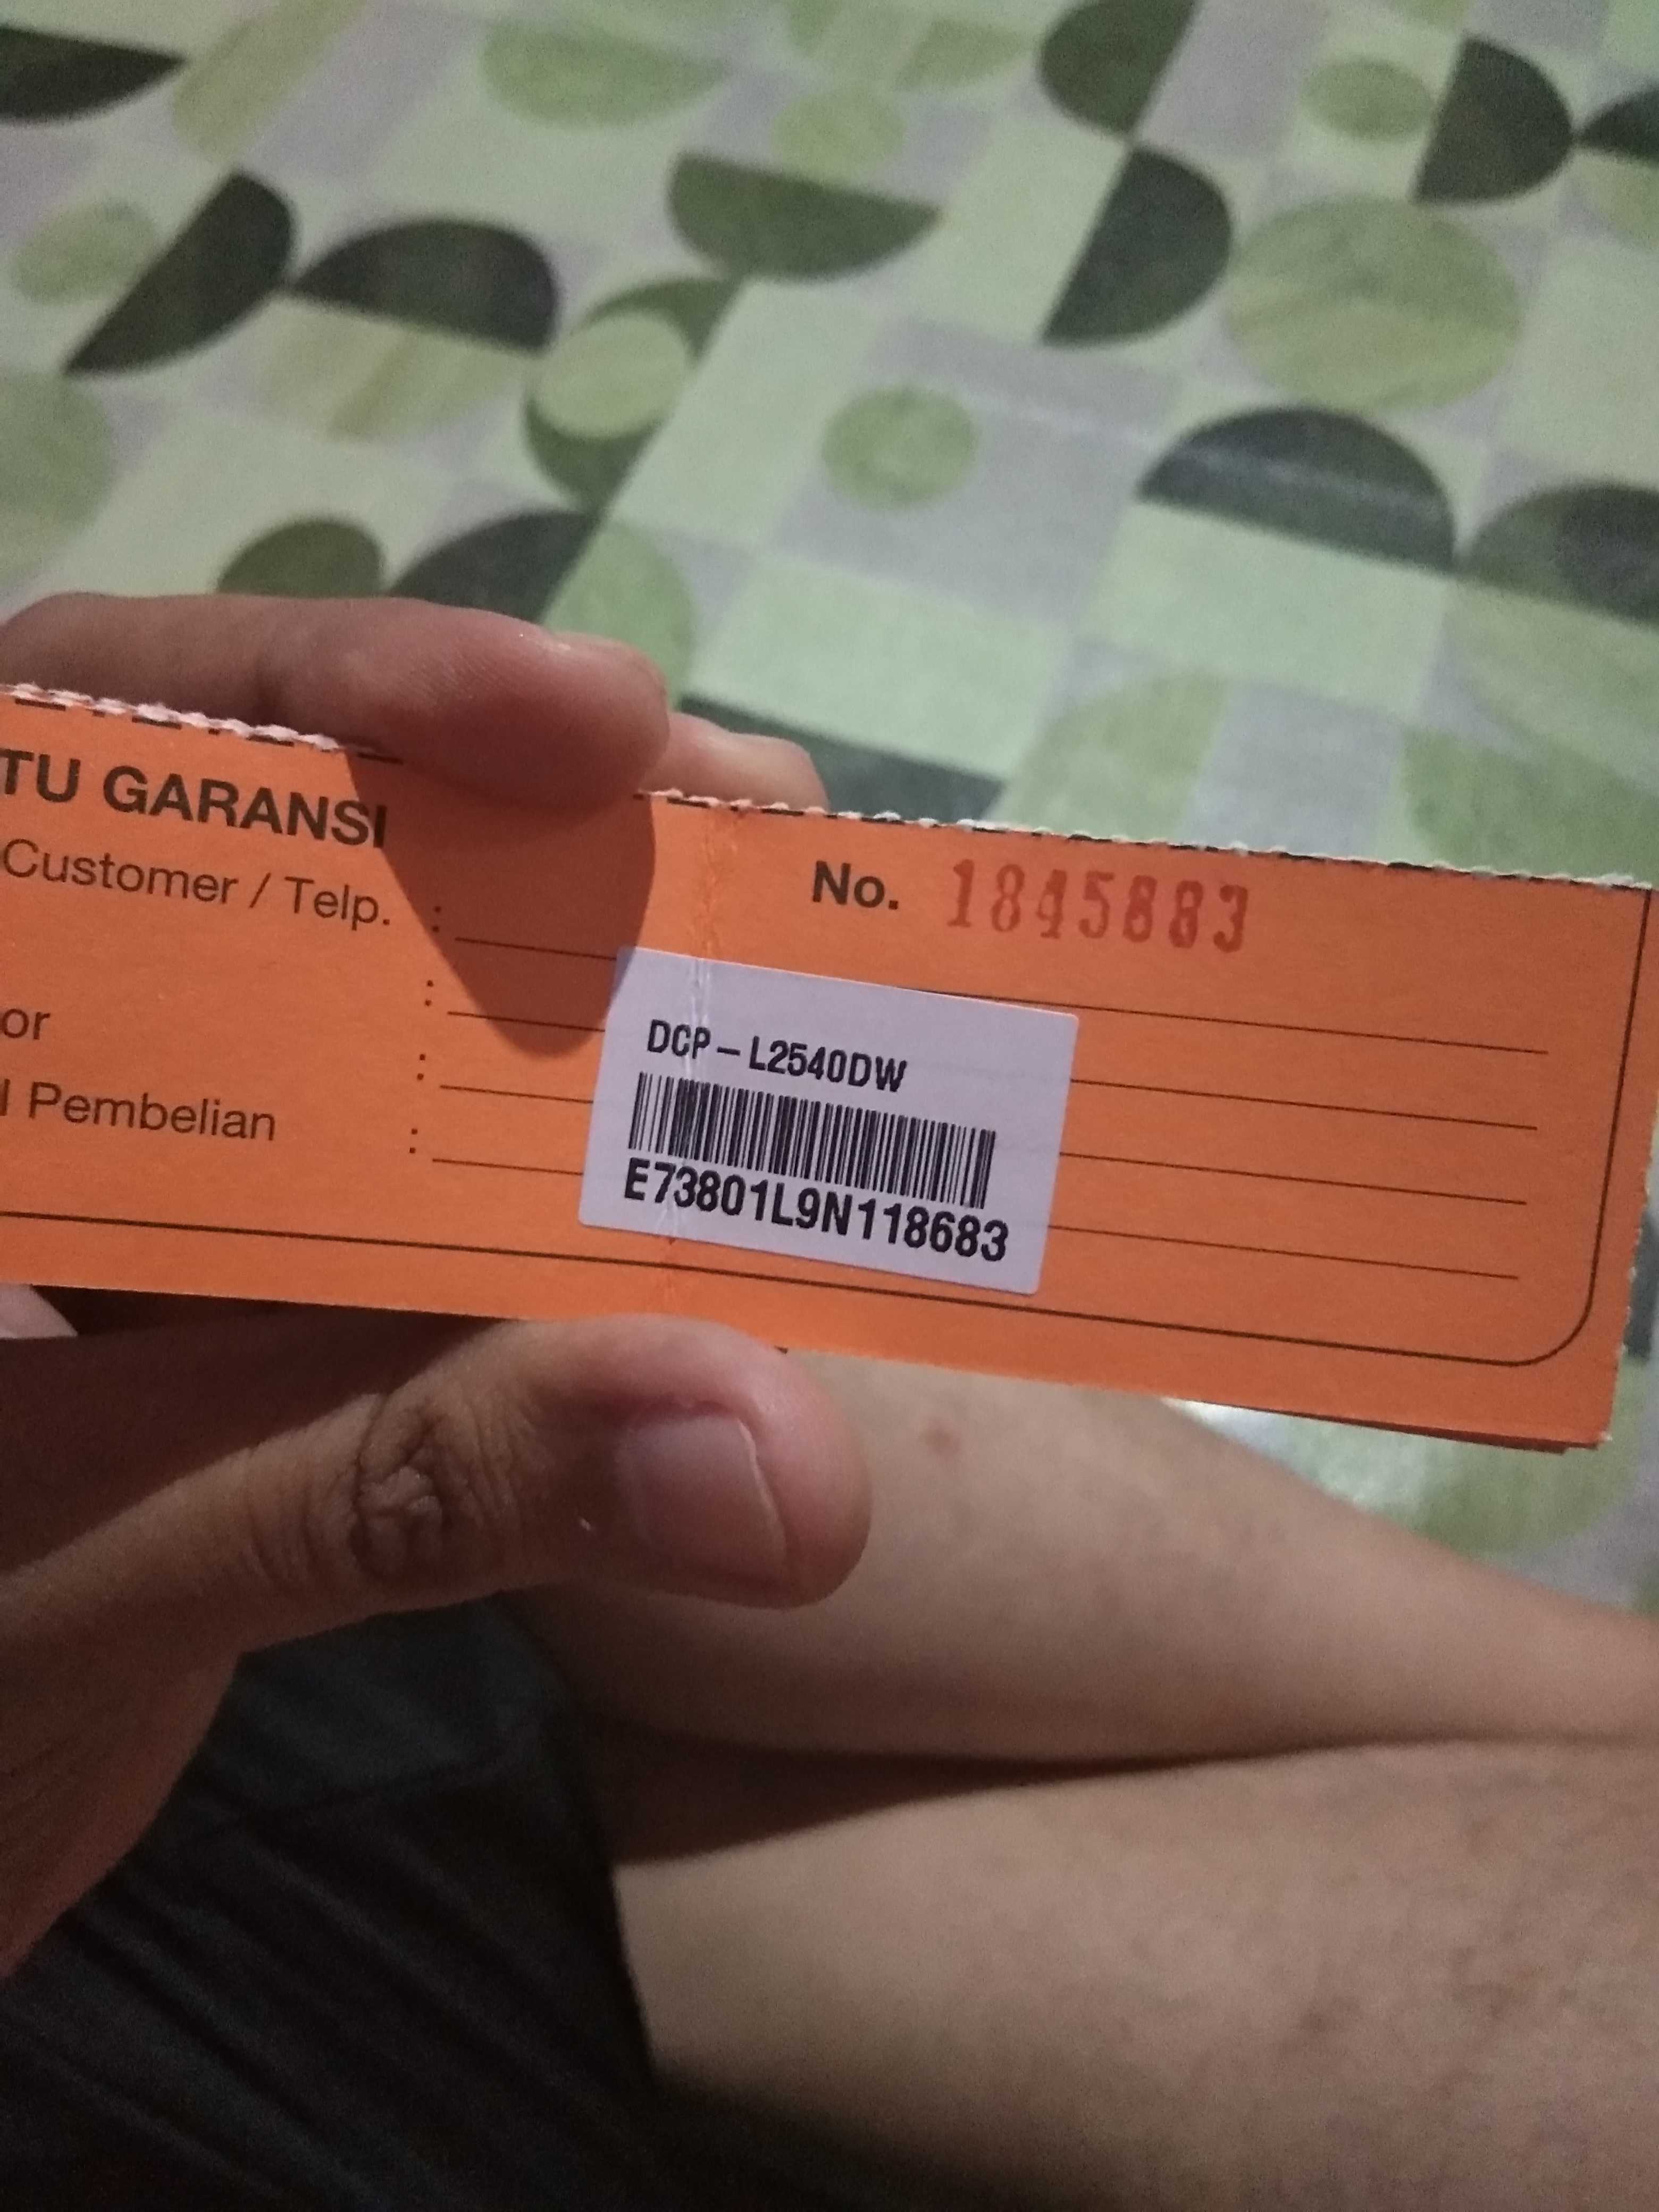 TU GARANSI
No. 1845883
Customer / Telp. :
:
or :
l Pembelian :
DCP-L2540DW
E73801L9N118683